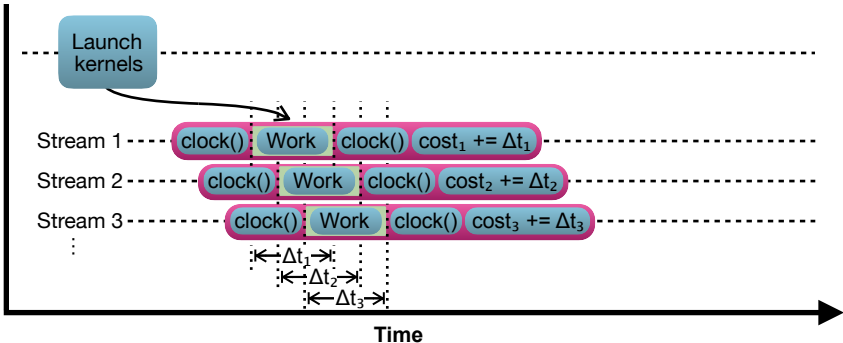 Launch
kernels
Stream 1 clock() Work clock() cost₁ += Δt₁
Stream 2 clock() Work clock() cost₂ += Δt₂
Stream 3 clock() Work clock() cost₃ += Δt₃
⋮
Δt₁
Δt₂
Δt₃
Time